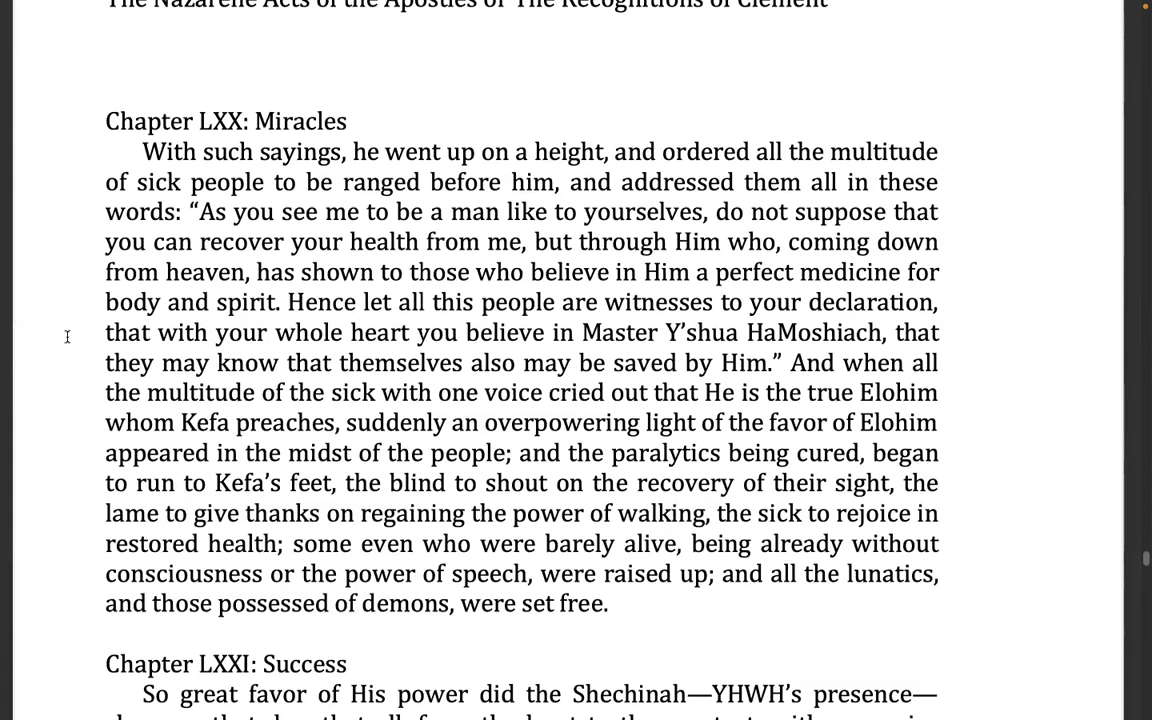 The Nazarene Acts of the Apostles or The Recognitions of Clement
Chapter LXX: Miracles
With such sayings, he went up on a height, and ordered all the multitude
of sick people to be ranged before him, and addressed them all in these
words: “As you see me to be a man like to yourselves, do not suppose that
you can recover your health from me, but through Him who, coming down
from heaven, has shown to those who believe in Him a perfect medicine for
body and spirit. Hence let all this people are witnesses to your declaration,
that with your whole heart you believe in Master Y’shua HaMoshiach, that
they may know that themselves also may be saved by Him.” And when all
the multitude of the sick with one voice cried out that He is the true Elohim
whom Kefa preaches, suddenly an overpowering light of the favor of Elohim
appeared in the midst of the people; and the paralytics being cured, began
to run to Kefa’s feet, the blind to shout on the recovery of their sight, the
lame to give thanks on regaining the power of walking, the sick to rejoice in
restored health; some even who were barely alive, being already without
consciousness or the power of speech, were raised up; and all the lunatics,
and those possessed of demons, were set free.
Chapter LXXI: Success
So great favor of His power did the Shechinah—YHWH’s presence—